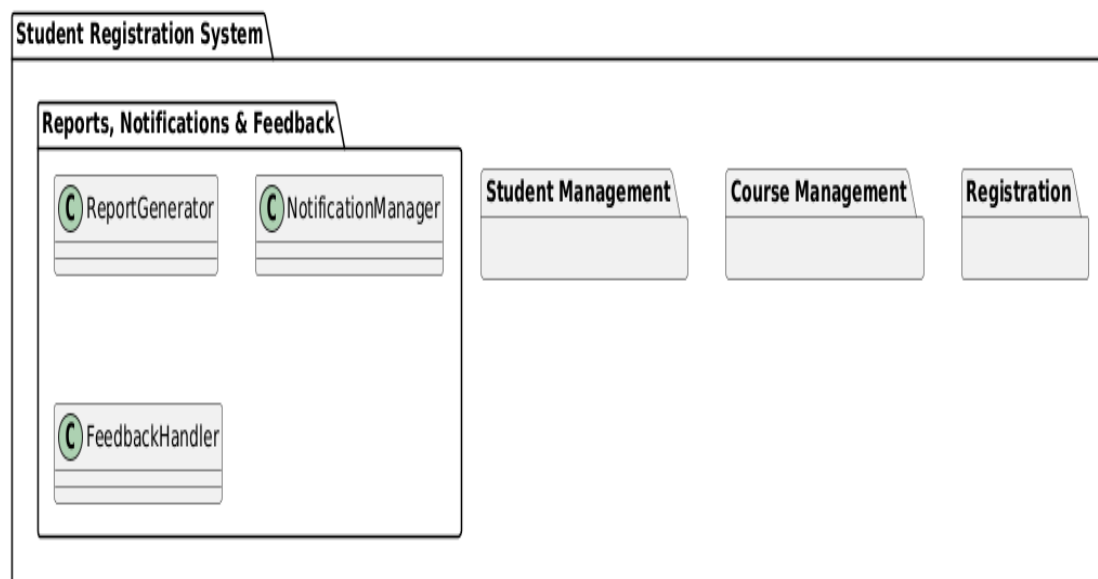 Student Registration System
Reports, Notifications & Feedback
C ReportGenerator
C NotificationManager
Student Management
Course Management
Registration
C FeedbackHandler